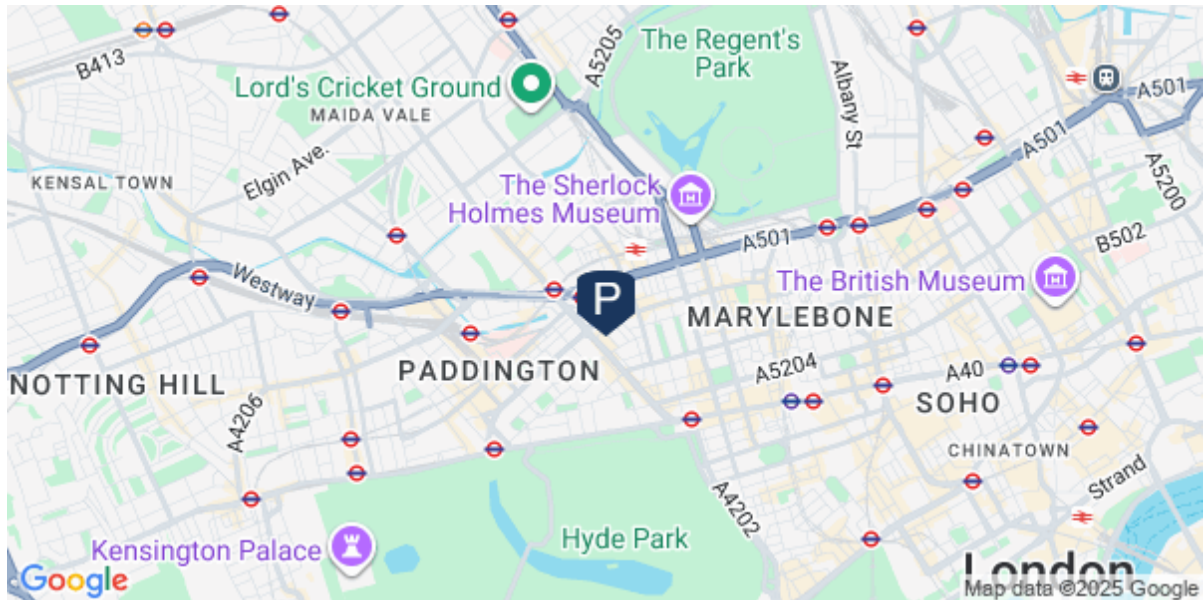 The Regent's
Park
A5205
B413
Lord's Cricket Ground
MAIDA VALE
Albany St
A501
A501
Elgin Ave.
KENSAL TOWN
The Sherlock
Holmes Museum
A5200
B502
A501
Westway
The British Museum
P
MARYLEBONE
PADDINGTON
A5204
A40
NOTTING HILL
SOHO
A4206
CHINATOWN
Strand
A4202
Hyde Park
Kensington Palace
London
Google
Map data ©2025 Google